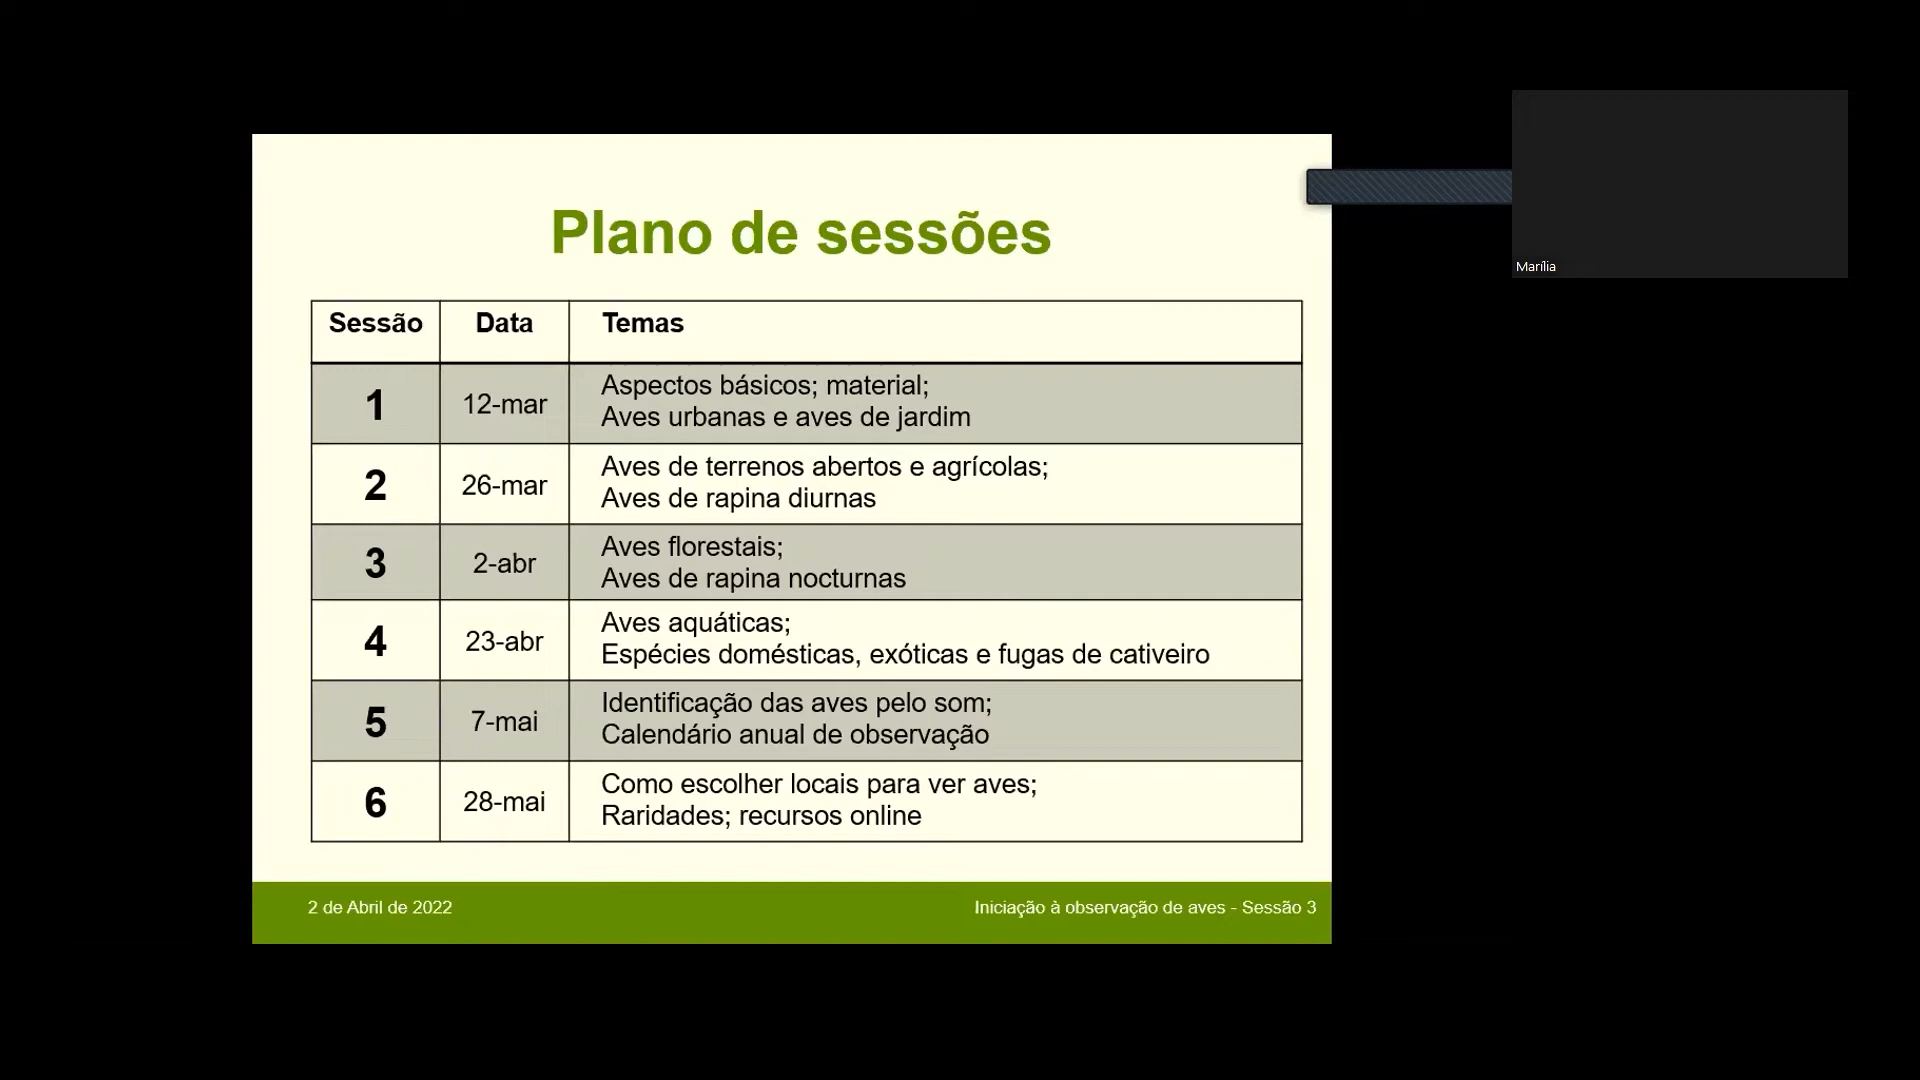 Plano de sessões
Marília
Sessão Data Temas
1 12-mar Aspectos básicos; material;
Aves urbanas e aves de jardim
2 26-mar Aves de terrenos abertos e agrícolas;
Aves de rapina diurnas
3 2-abr Aves florestais;
Aves de rapina nocturnas
4 23-abr Aves aquáticas;
Espécies domésticas, exóticas e fugas de cativeiro
5 7-mai Identificação das aves pelo som;
Calendário anual de observação
6 28-mai Como escolher locais para ver aves;
Raridades; recursos online
2 de Abril de 2022 Iniciação à observação de aves - Sessão 3